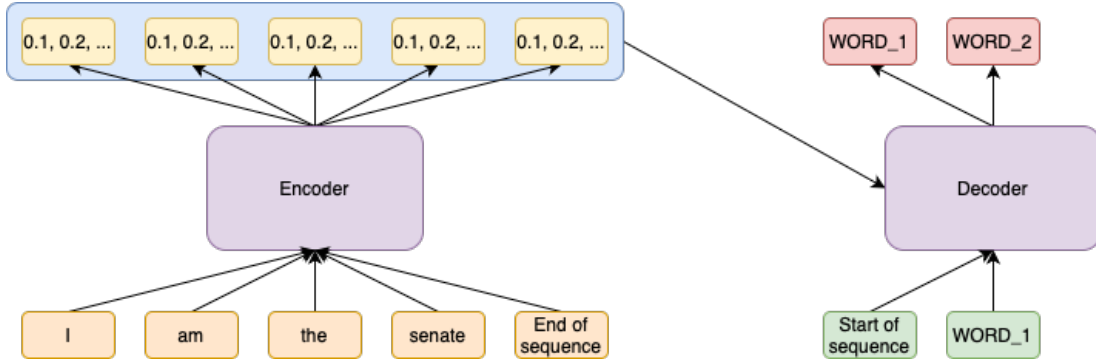 0.1, 0.2, ... 0.1, 0.2, ... 0.1, 0.2, ... 0.1, 0.2, ... 0.1, 0.2, ... WORD_1 WORD_2
Encoder Decoder
I am the senate End of sequence Start of sequence WORD_1